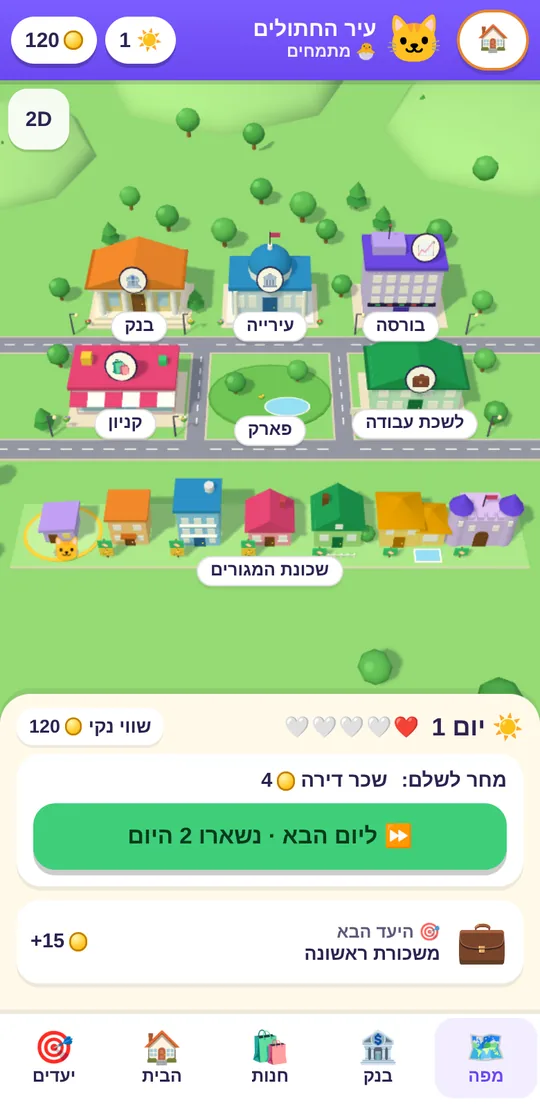 עיר החתולים
🐣 מתמחים
☀️ 1
120
2D
בנק
עירייה
בורסה
קניון
פארק
לשכת עבודה
שכונת המגורים
☀️ יום 1
שווי נקי 120
מחר לשלם: שכר דירה 4
⏩ ליום הבא · נשארו 2 היום
🎯 היעד הבא
משכורת ראשונה
+15
מפה
בנק
חנות
הבית
יעדים